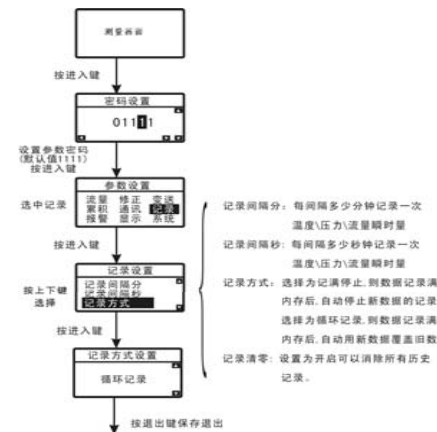 测量画面
按进入键
密码设置
01111
设置参数密码
(默认值1111)
按进入键
参数设置
流量 修正 变送
累积 通讯 记录
报警 显示 系统
选中记录
按进入键
记录设置
记录间隔分
记录间隔秒
记录方式
按上下键
选择
按进入键
记录方式设置
循环记录
按退出键保存退出
记录间隔分：每间隔多少分钟记录一次
温度\压力\流量瞬时量
记录间隔秒：每间隔多少秒钟记录一次
温度\压力\流量瞬时量
记录方式：选择为记满停止,则数据记录满
内存后,自动停止新数据的记录
选择为循环记录,则数据记录满
内存后,自动用新数据覆盖旧数
记录清零：设置为开启可以消除所有历史
记录。